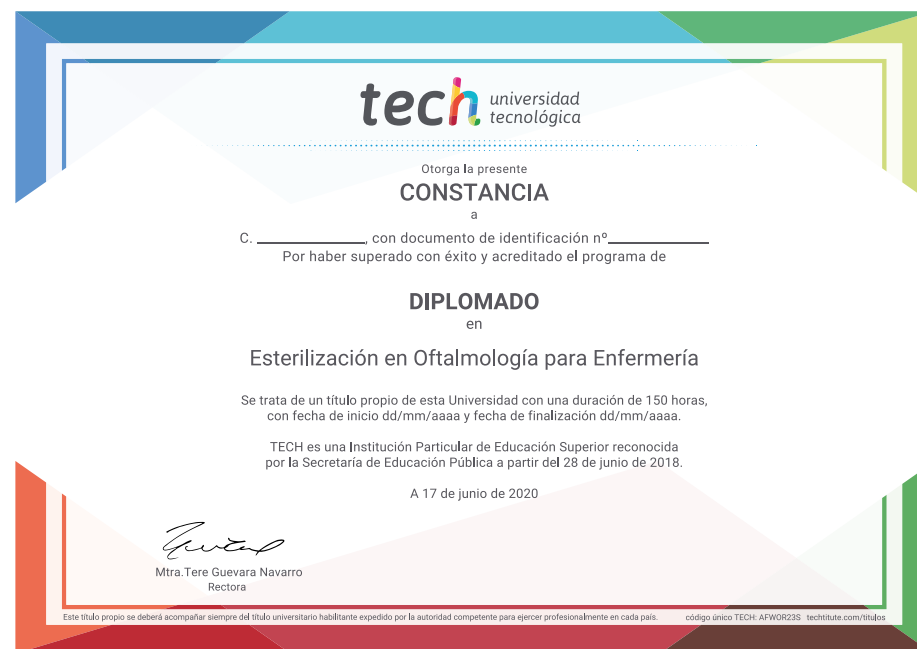 tech universidad
tecnológica
Otorga la presente
CONSTANCIA
a
C. ____________, con documento de identificación nº____________
Por haber superado con éxito y acreditado el programa de
DIPLOMADO
en
Esterilización en Oftalmología para Enfermería
Se trata de un título propio de esta Universidad con una duración de 150 horas,
con fecha de inicio dd/mm/aaaa y fecha de finalización dd/mm/aaaa.
TECH es una Institución Particular de Educación Superior reconocida
por la Secretaría de Educación Pública a partir del 28 de junio de 2018.
A 17 de junio de 2020
Mtra.Tere Guevara Navarro
Rectora
Este título propio se deberá acompañar siempre del título universitario habilitante expedido por la autoridad competente para ejercer profesionalmente en cada país. código único TECH: AFWOR23S techtitute.com/titulos